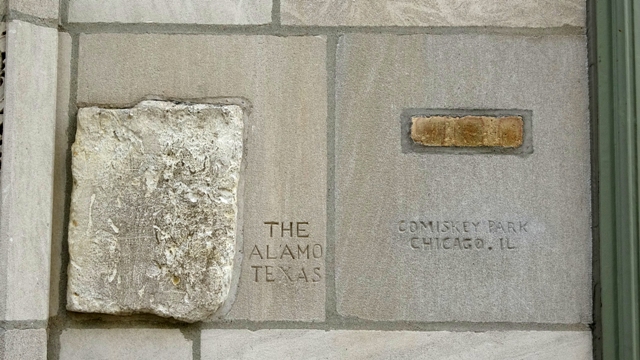 THE
ALAMO
TEXAS
COMISKEY PARK
CHICAGO. IL